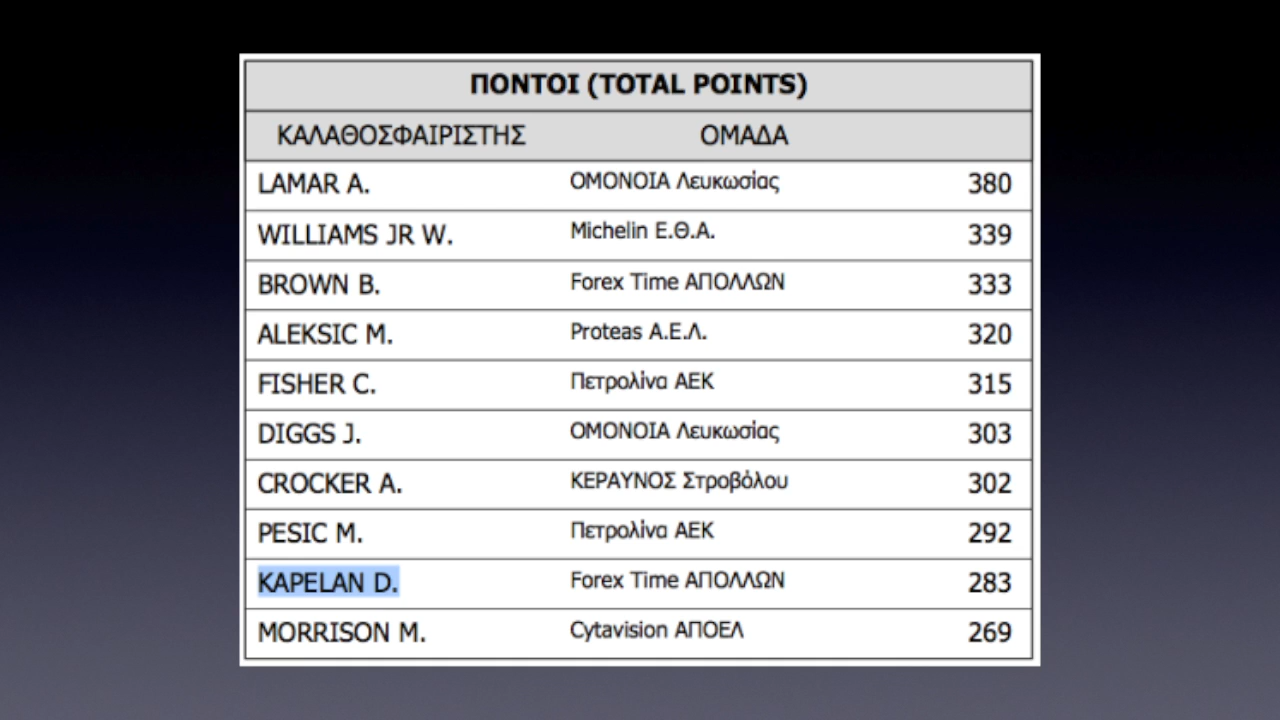 ΠΟΝΤΟΙ (TOTAL POINTS)
ΚΑΛΑΘΟΣΦΑΙΡΙΣΤΗΣ ΟΜΑΔΑ
LAMAR A. ΟΜΟΝΟΙΑ Λευκωσίας 380
WILLIAMS JR W. Michelin Ε.Θ.Α. 339
BROWN B. Forex Time ΑΠΟΛΛΩΝ 333
ALEKSIC M. Proteas Α.Ε.Λ. 320
FISHER C. Πετρολίνα ΑΕΚ 315
DIGGS J. ΟΜΟΝΟΙΑ Λευκωσίας 303
CROCKER A. ΚΕΡΑΥΝΟΣ Στροβόλου 302
PESIC M. Πετρολίνα ΑΕΚ 292
KAPELAN D. Forex Time ΑΠΟΛΛΩΝ 283
MORRISON M. Cytavision ΑΠΟΕΛ 269